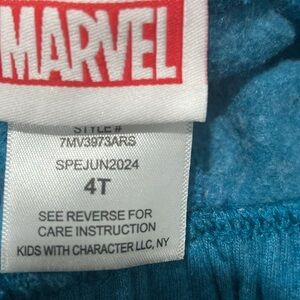 MARVEL
STYLE #
7MV3973ARS
SPEJUN2024
4T
SEE REVERSE FOR
CARE INSTRUCTION
KIDS WITH CHARACTER LLC, NY